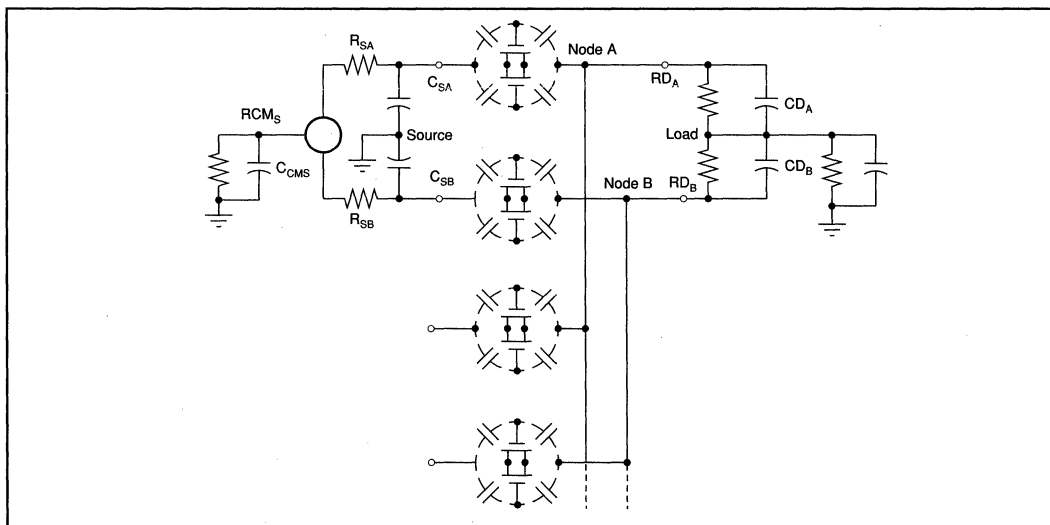 R_SA
Node A
C_SA
RD_A
CD_A
RCM_S
Source
Load
C_CMS
C_SB
Node B
RD_B
CD_B
R_SB